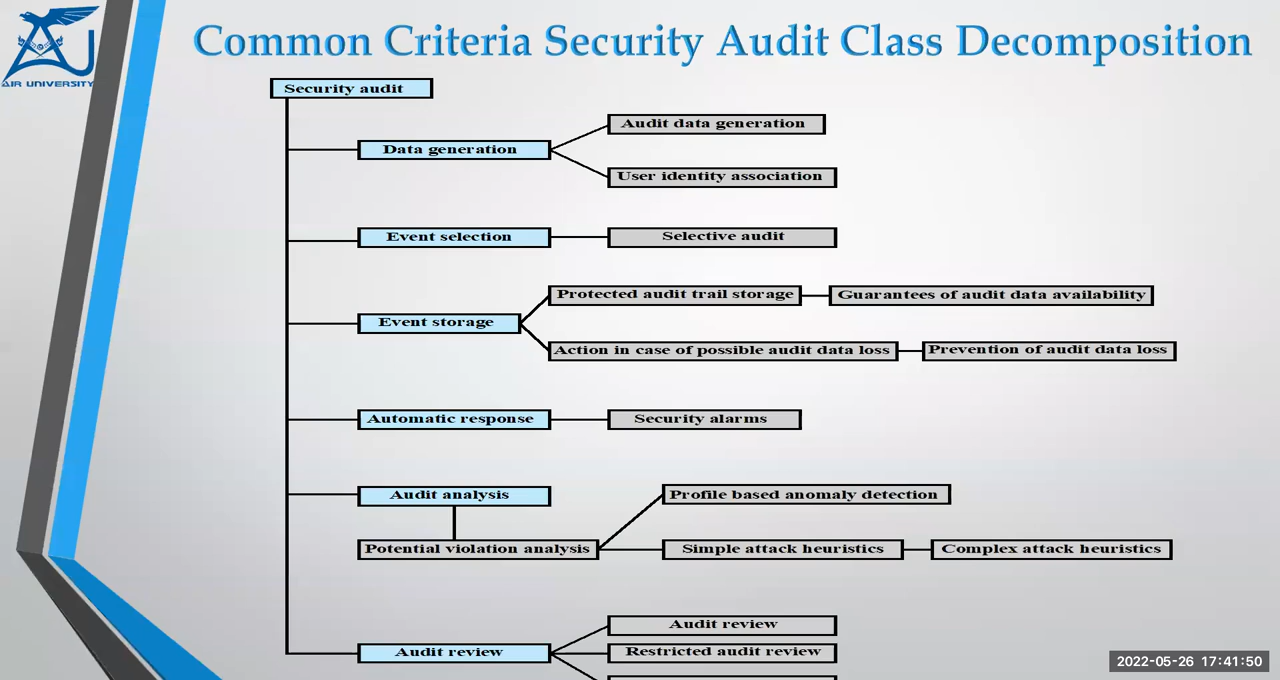 Common Criteria Security Audit Class Decomposition
AIR UNIVERSITY
Security audit
Audit data generation
Data generation
User identity association
Event selection
Selective audit
Protected audit trail storage
Guarantees of audit data availability
Event storage
Action in case of possible audit data loss
Prevention of audit data loss
Automatic response
Security alarms
Audit analysis
Profile based anomaly detection
Potential violation analysis
Simple attack heuristics
Complex attack heuristics
Audit review
Audit review
Restricted audit review
2022-05-26 17:41:50